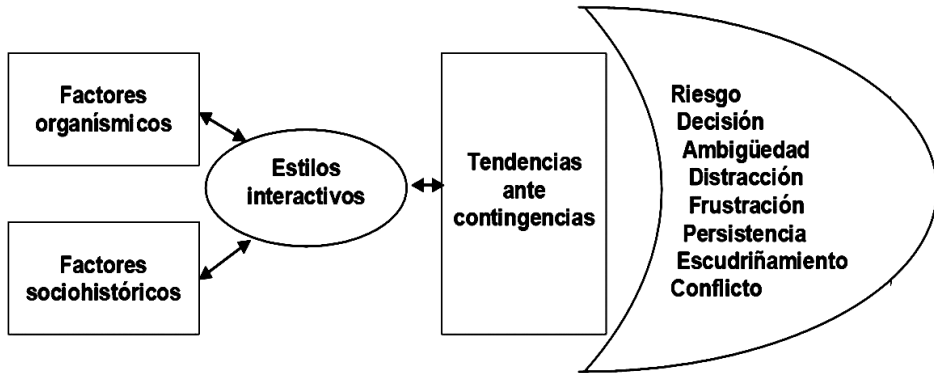 Factores
organísmicos
Factores
sociohistóricos
Estilos
interactivos
Tendencias
ante
contingencias
Riesgo
Decisión
Ambigüedad
Distracción
Frustración
Persistencia
Escudriñamiento
Conflicto